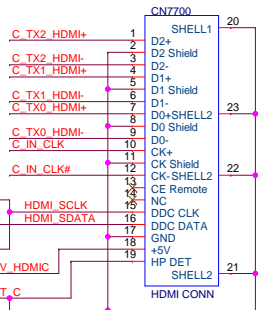 CN7700
C_TX2_HDMI+ 1 D2+ SHELL1 20
2 D2 Shield
C_TX2_HDMI- 3 D2-
C_TX1_HDMI+ 4 D1+
5 D1 Shield
C_TX1_HDMI- 6 D1-
C_TX0_HDMI+ 7 D0+SHELL2 23
8 D0 Shield
C_TX0_HDMI- 9 D0-
C_IN_CLK 10 CK+
11 CK Shield
C_IN_CLK# 12 CK-SHELL2 22
13 CE Remote
14 NC
HDMI_SCLK 15 DDC CLK
HDMI_SDATA 16 DDC DATA
17 GND
V_HDMIC 18 +5V
T_C 19 HP DET
SHELL2 21
HDMI CONN